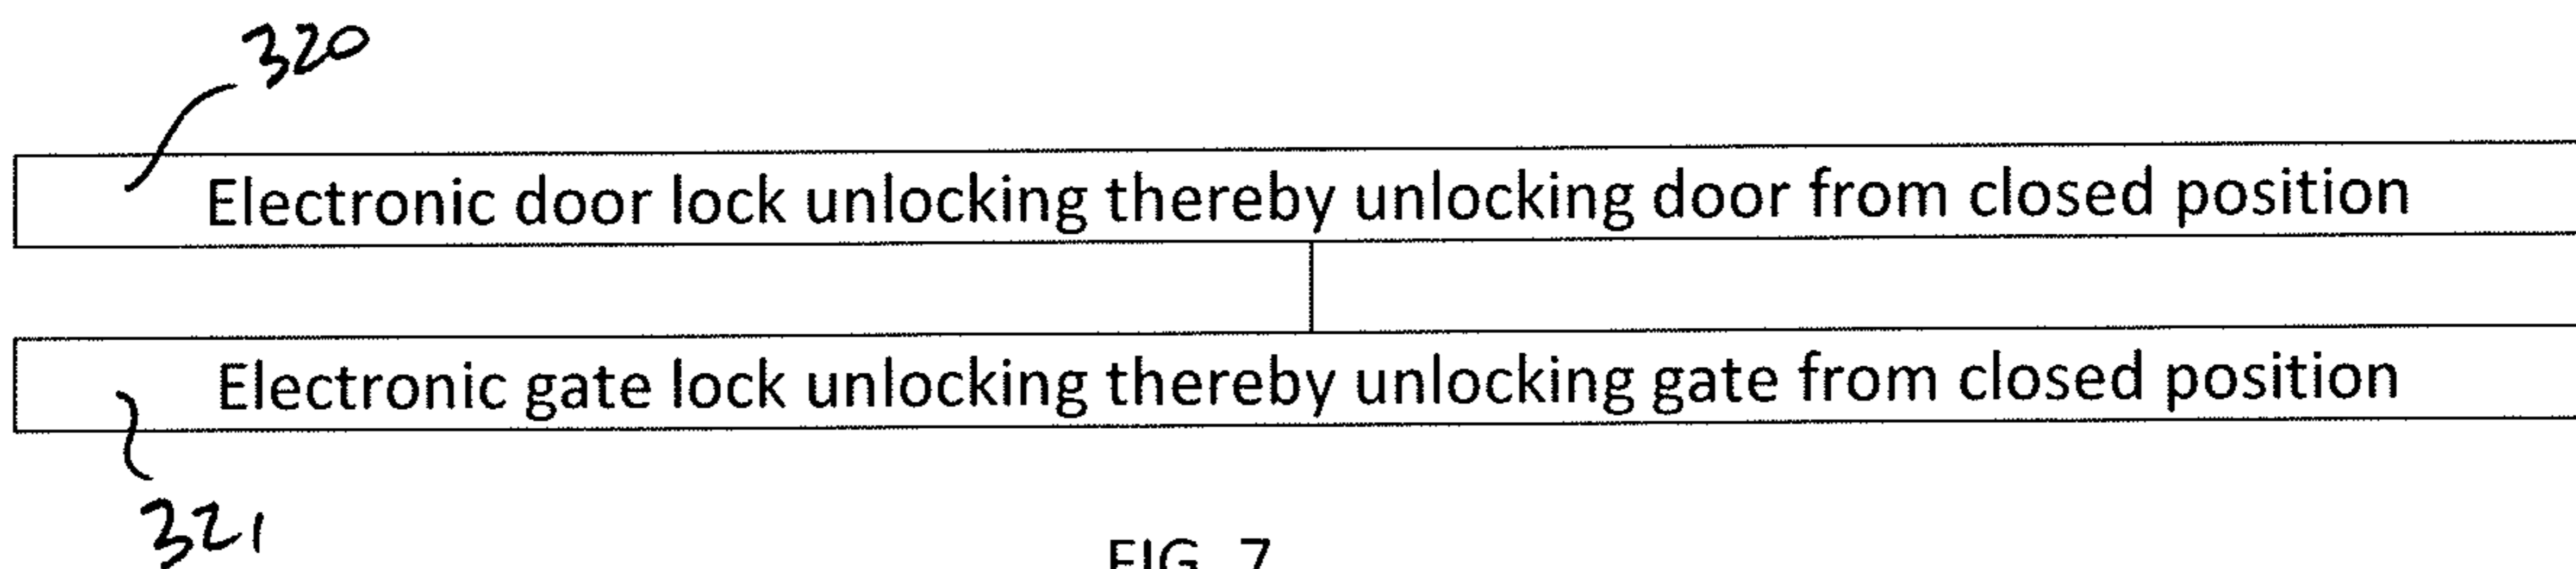 320
Electronic door lock unlocking thereby unlocking door from closed position
Electronic gate lock unlocking thereby unlocking gate from closed position
321
FIG. 7